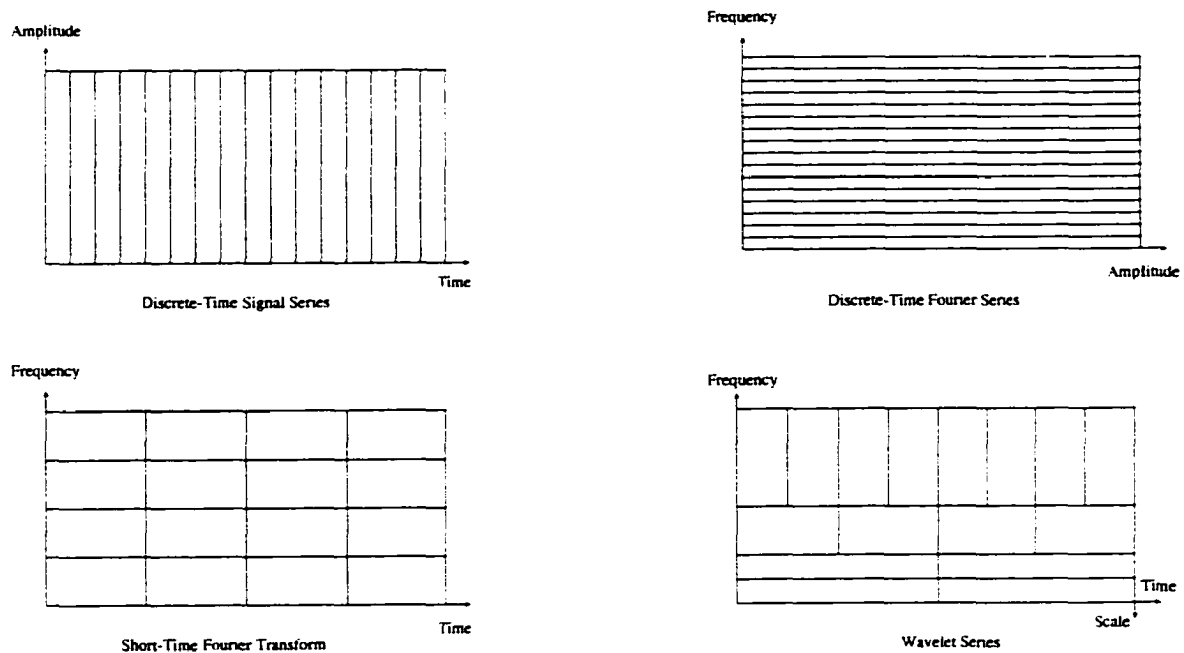 Amplitude
Time
Discrete-Time Signal Series
Frequency
Amplitude
Discrete-Time Fourier Series
Frequency
Time
Short-Time Fourier Transform
Frequency
Time
Scale
Wavelet Series